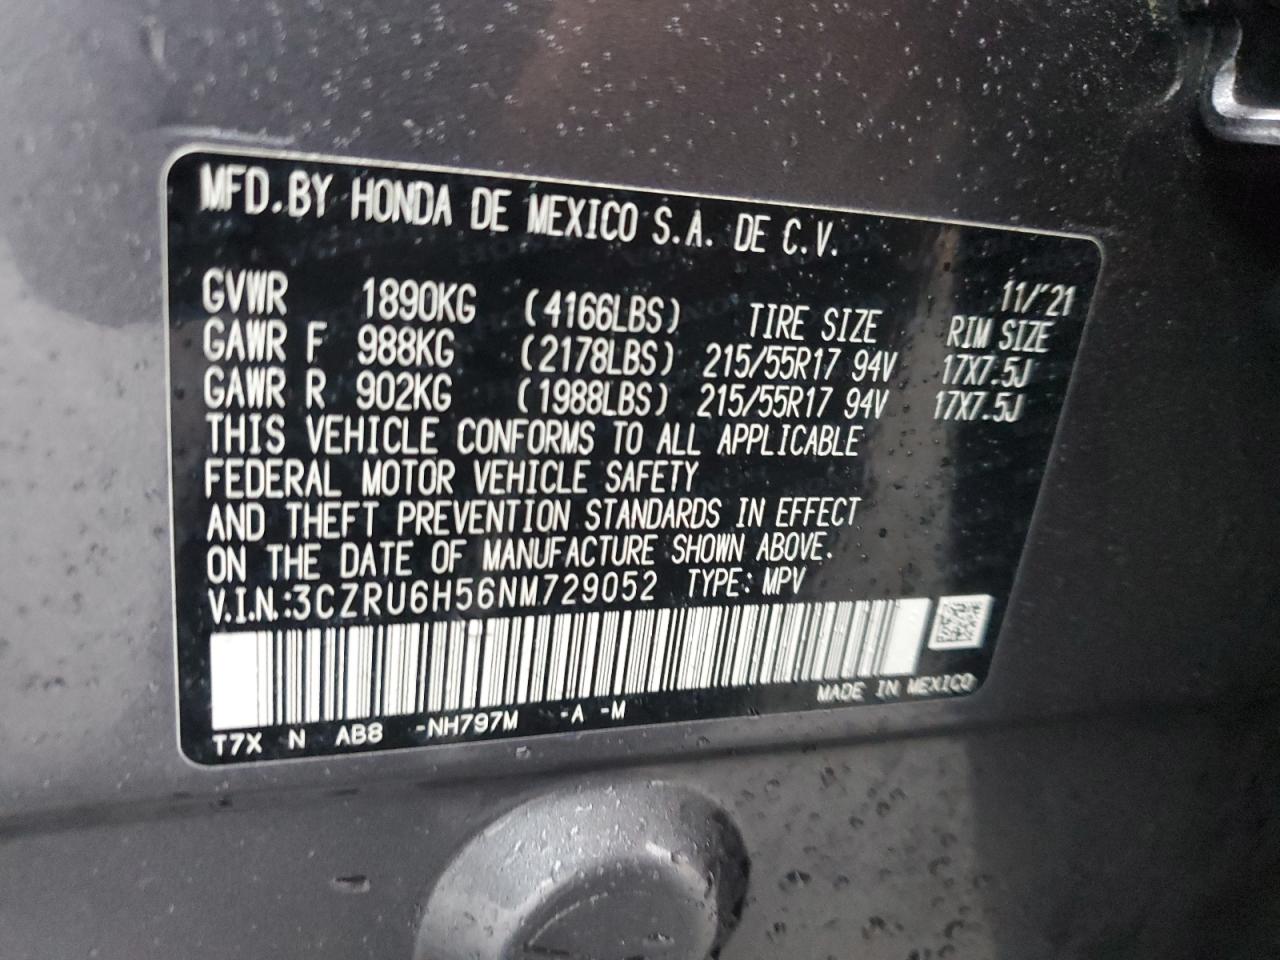 MFD.BY HONDA DE MEXICO S.A. DE C.V.
11/'21
GVWR 1890KG (4166LBS) TIRE SIZE RIM SIZE
GAWR F 988KG (2178LBS) 215/55R17 94V 17X7.5J
GAWR R 902KG (1988LBS) 215/55R17 94V 17X7.5J
THIS VEHICLE CONFORMS TO ALL APPLICABLE
FEDERAL MOTOR VEHICLE SAFETY
AND THEFT PREVENTION STANDARDS IN EFFECT
ON THE DATE OF MANUFACTURE SHOWN ABOVE.
V.I.N.:3CZRU6H56NM729052 TYPE: MPV
MADE IN MEXICO
T7X N AB8 -NH797M -A -M